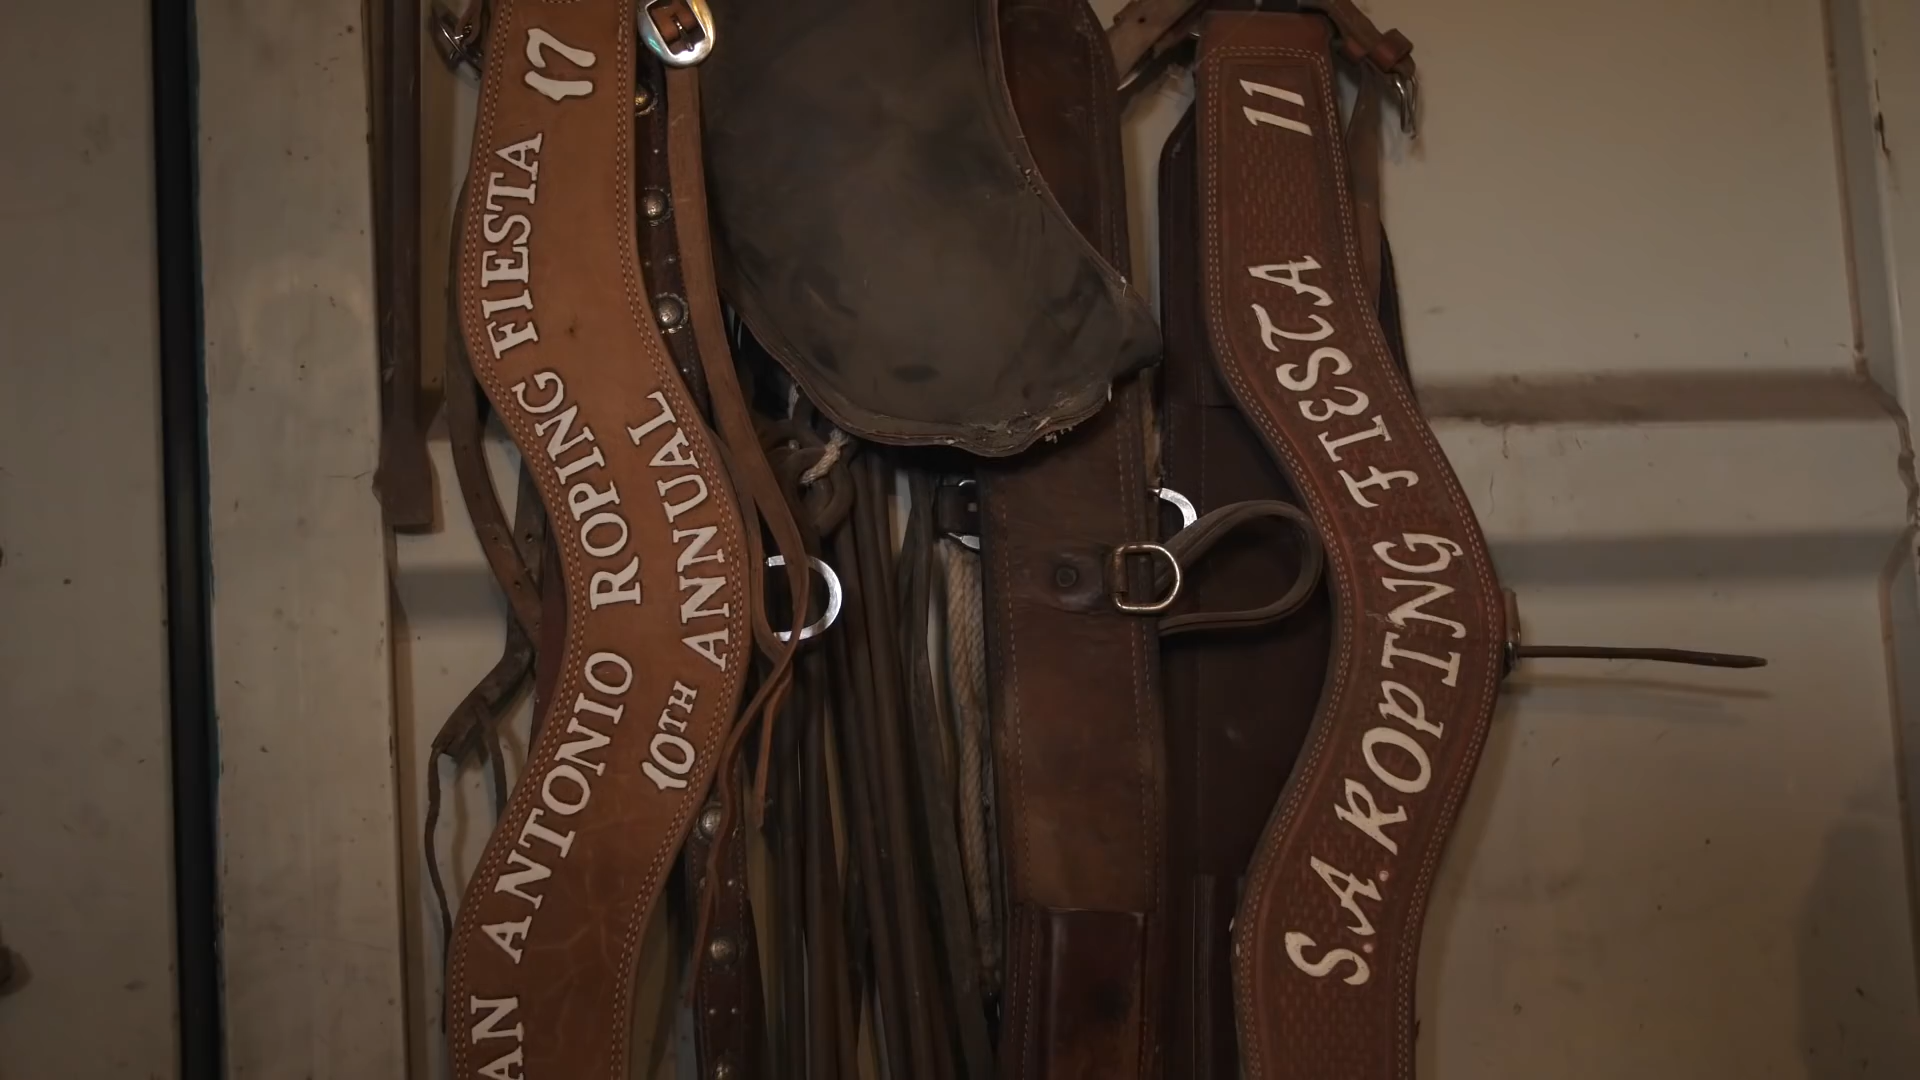 AN ANTONIO ROPING FIESTA 17
10TH ANNUAL
S.A. ROPING FIESTA 11